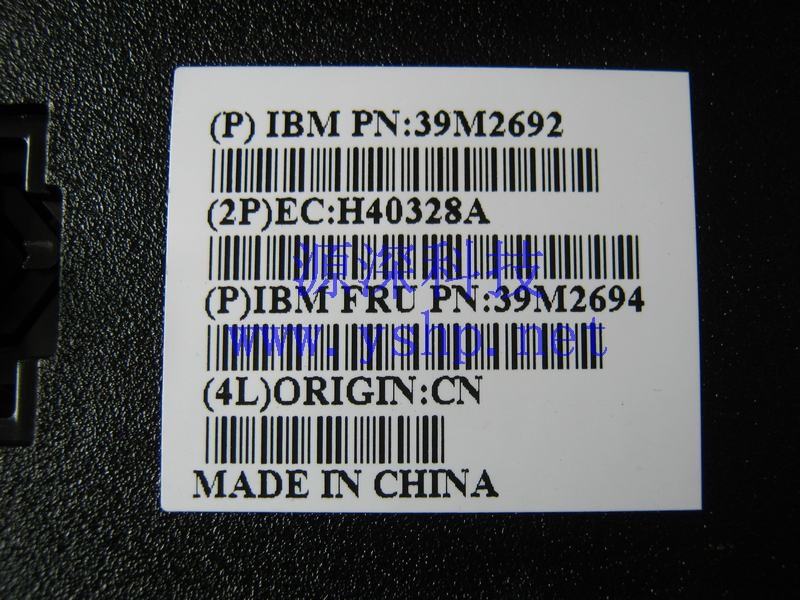 (P) IBM PN:39M2692
(2P)EC:H40328A
源深科技
(P)IBM FRU PN:39M2694
www.yshp.net
(4L)ORIGIN:CN
MADE IN CHINA